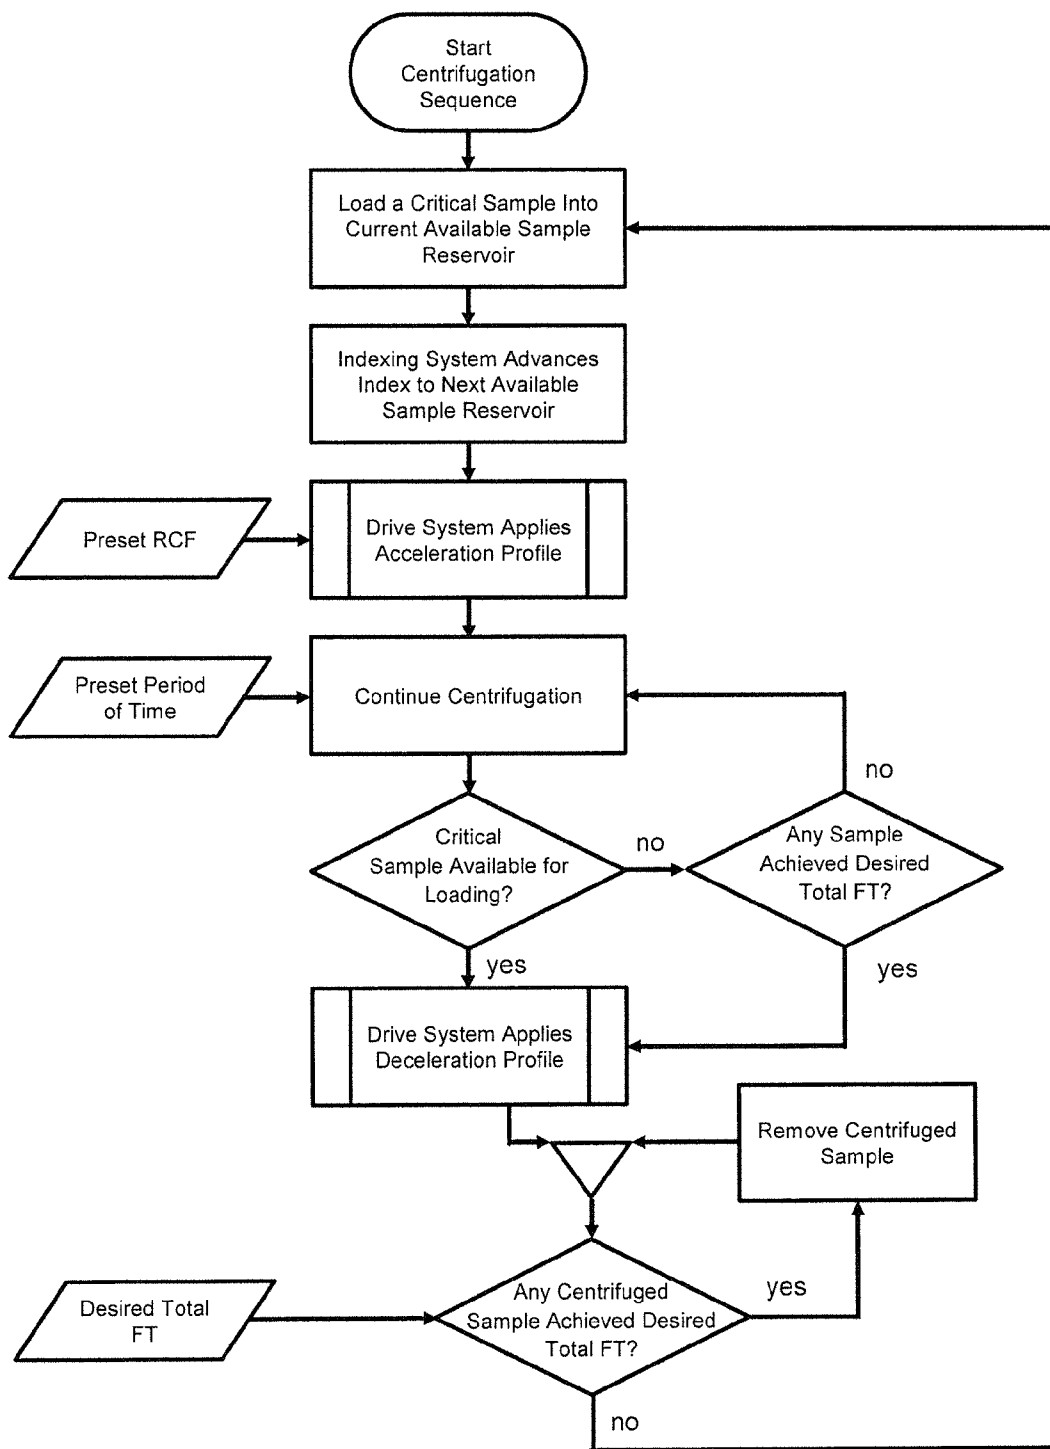 Start
Centrifugation
Sequence
Load a Critical Sample Into
Current Available Sample
Reservoir
Indexing System Advances
Index to Next Available
Sample Reservoir
Preset RCF
Drive System Applies
Acceleration Profile
Preset Period
of Time
Continue Centrifugation
no
Critical
Sample Available for
Loading?
no
Any Sample
Achieved Desired
Total FT?
yes
yes
Drive System Applies
Deceleration Profile
Remove Centrifuged
Sample
Desired Total
FT
Any Centrifuged
Sample Achieved Desired
Total FT?
yes
no